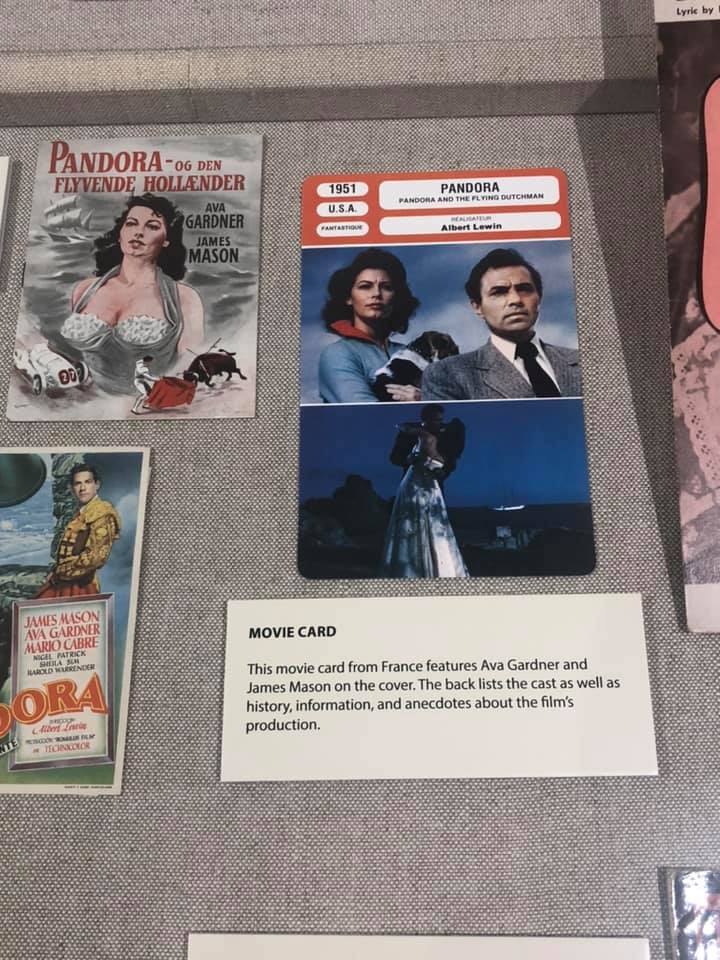 Lyric by
PANDORA-OG DEN
FLYVENDE HOLLÆNDER
AVA
GARDNER
JAMES
MASON
1951
U.S.A.
FANTASTIQUE
PANDORA
PANDORA AND THE FLYING DUTCHMAN
RÉALISATEUR
Albert Lewin
JAMES MASON
AVA GARDNER
MARIO CABRE
NIGEL PATRICK
SHEILA SIM
HAROLD WARRENDER
DORA
Albert Lewin
TECHNICOLOR
MOVIE CARD
This movie card from France features Ava Gardner and
James Mason on the cover. The back lists the cast as well as
history, information, and anecdotes about the film's
production.